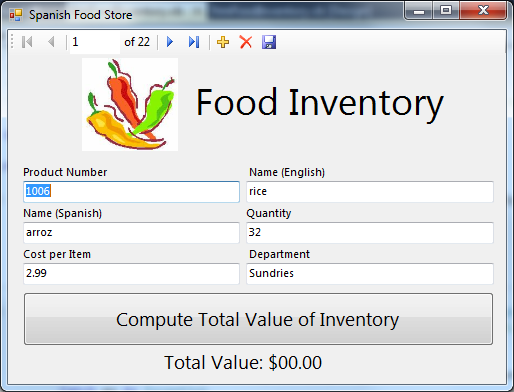 Spanish Food Store
1 of 22
Food Inventory
Product Number Name (English)
1006 rice
Name (Spanish) Quantity
arroz 32
Cost per Item Department
2.99 Sundries
Compute Total Value of Inventory
Total Value: $00.00